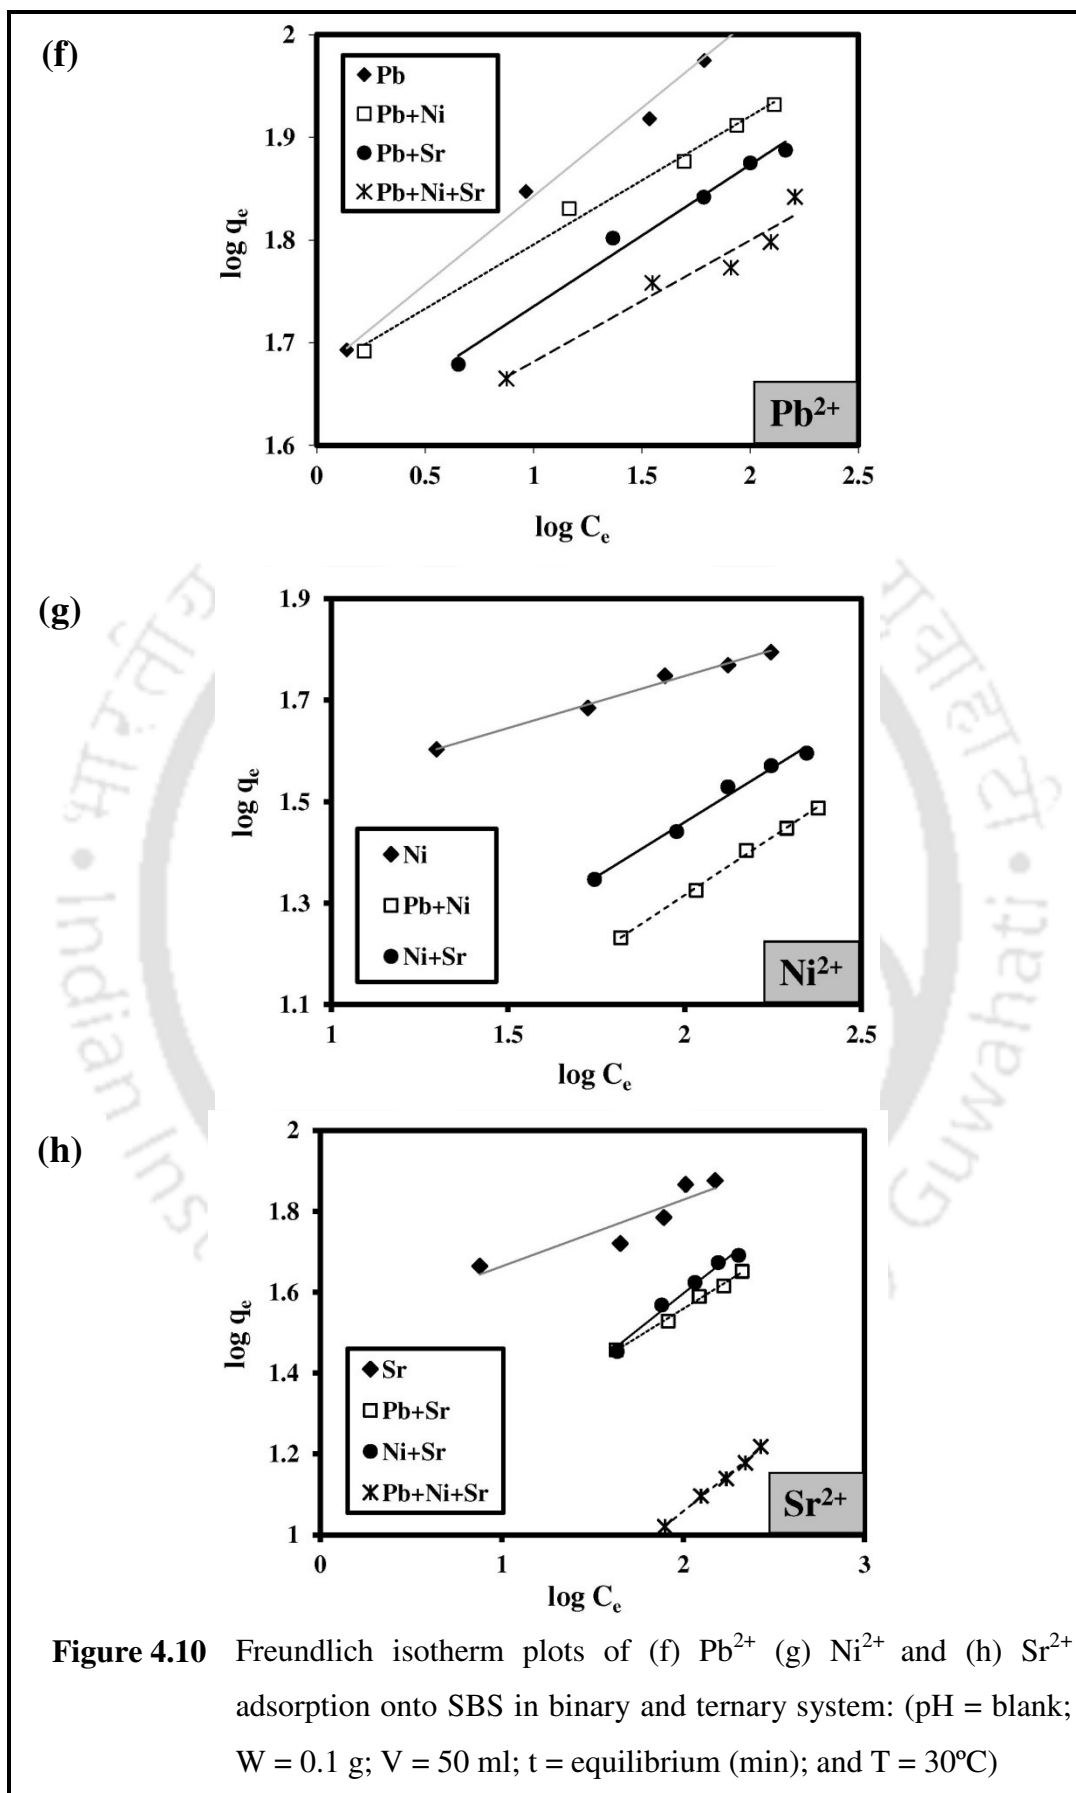 (f)
2
1.9
1.8
1.7
1.6
log qe
Pb
Pb+Ni
Pb+Sr
Pb+Ni+Sr
Pb²⁺
0 0.5 1 1.5 2 2.5
log Ce
(g)
1.9
1.7
1.5
1.3
1.1
log qe
Ni
Pb+Ni
Ni+Sr
Ni²⁺
1 1.5 2 2.5
log Ce
(h)
2
1.8
1.6
1.4
1.2
1
log qe
Sr
Pb+Sr
Ni+Sr
Pb+Ni+Sr
Sr²⁺
0 1 2 3
log Ce
Figure 4.10 Freundlich isotherm plots of (f) Pb²⁺ (g) Ni²⁺ and (h) Sr²⁺
adsorption onto SBS in binary and ternary system: (pH = blank;
W = 0.1 g; V = 50 ml; t = equilibrium (min); and T = 30ºC)
Indian Ins
Guwahati